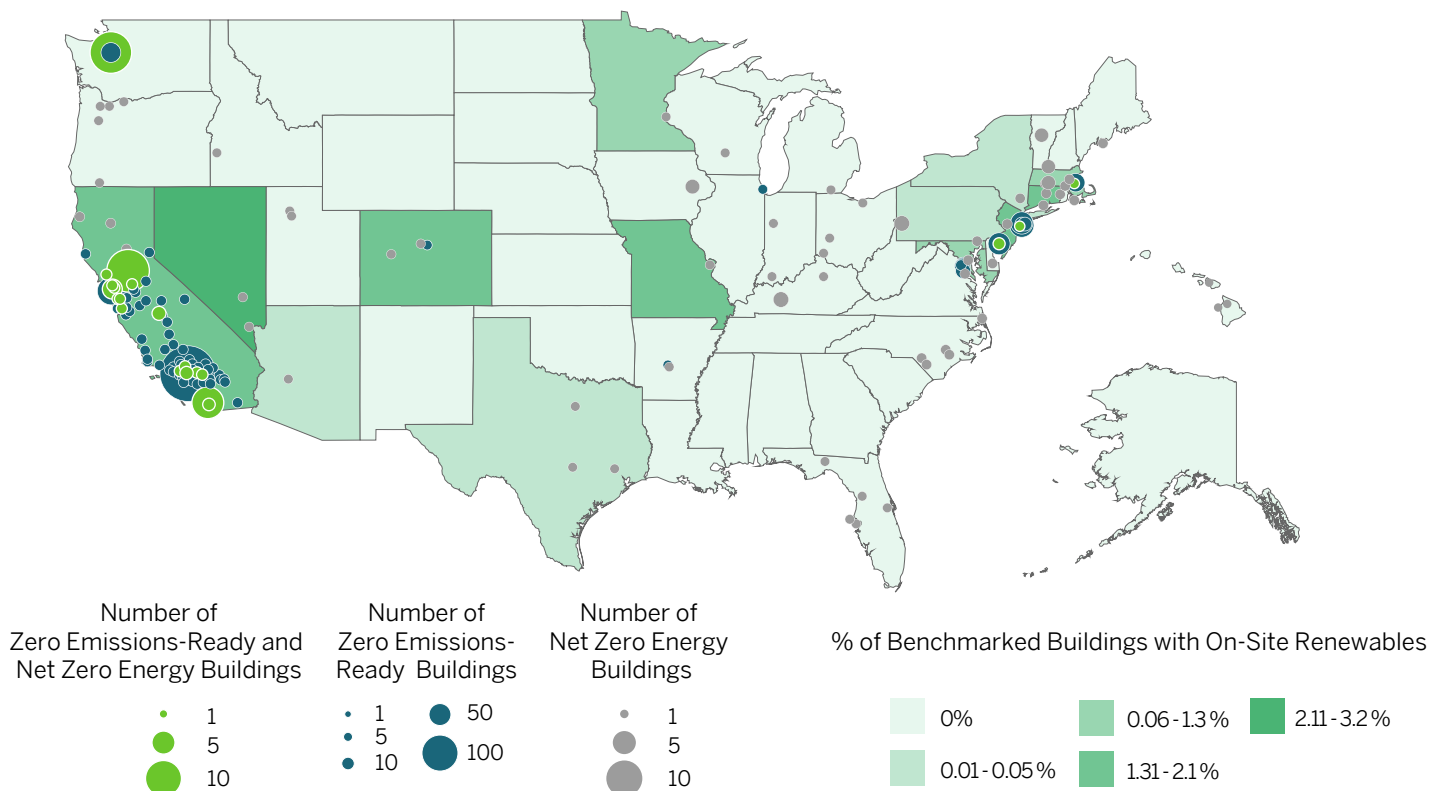 Number of
Zero Emissions-Ready and
Net Zero Energy Buildings
1
5
10
Number of
Zero Emissions-
Ready Buildings
1
5
10
50
100
Number of
Net Zero Energy
Buildings
1
5
10
% of Benchmarked Buildings with On-Site Renewables
0%
0.01 - 0.05 %
0.06 - 1.3 %
1.31 - 2.1 %
2.11 - 3.2 %